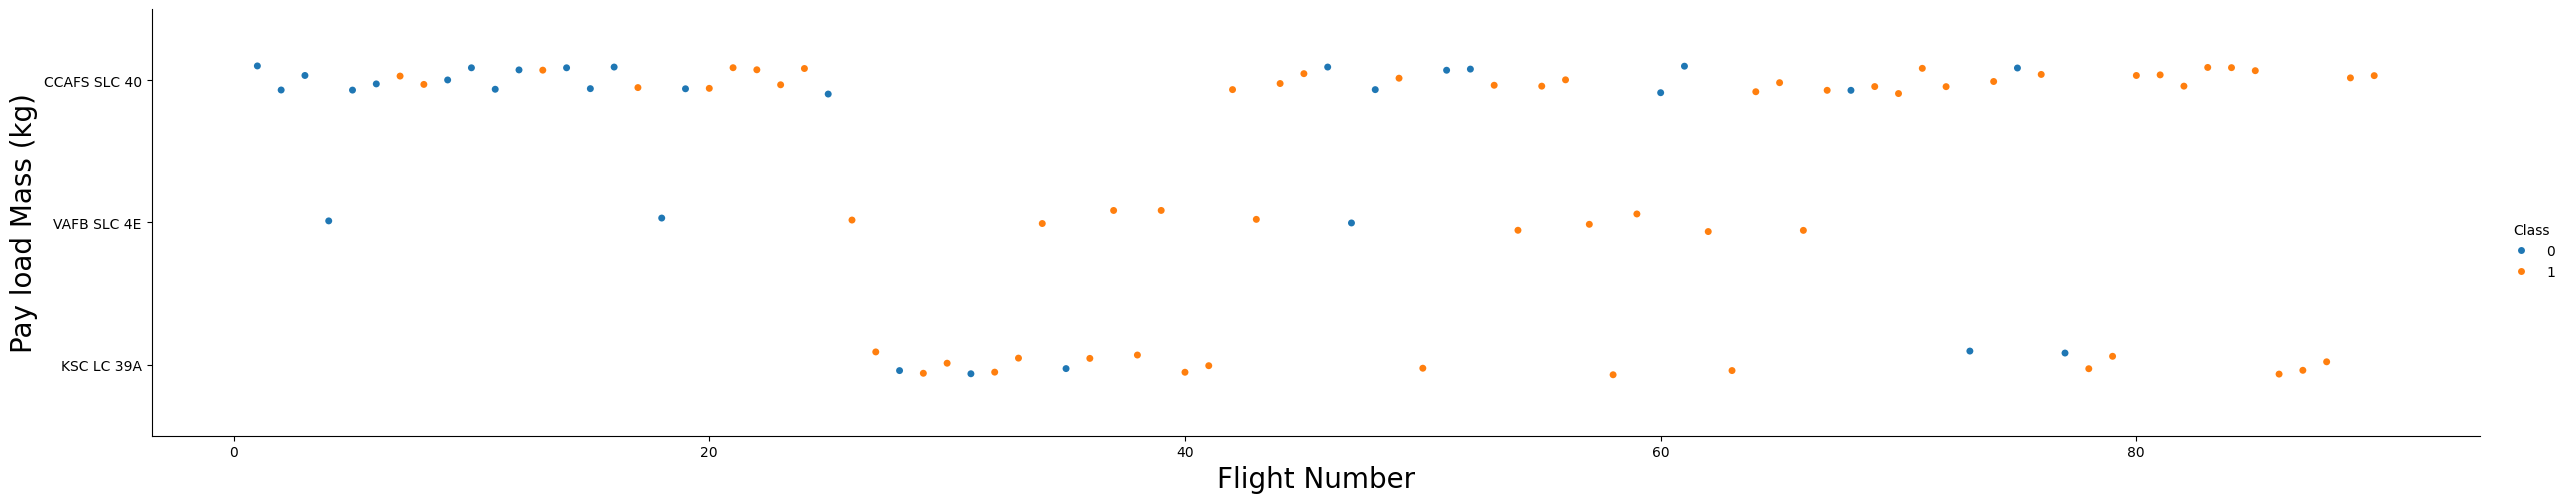 Pay load Mass (kg)
CCAFS SLC 40
VAFB SLC 4E
KSC LC 39A
0 20 40 60 80
Flight Number
Class
0
1